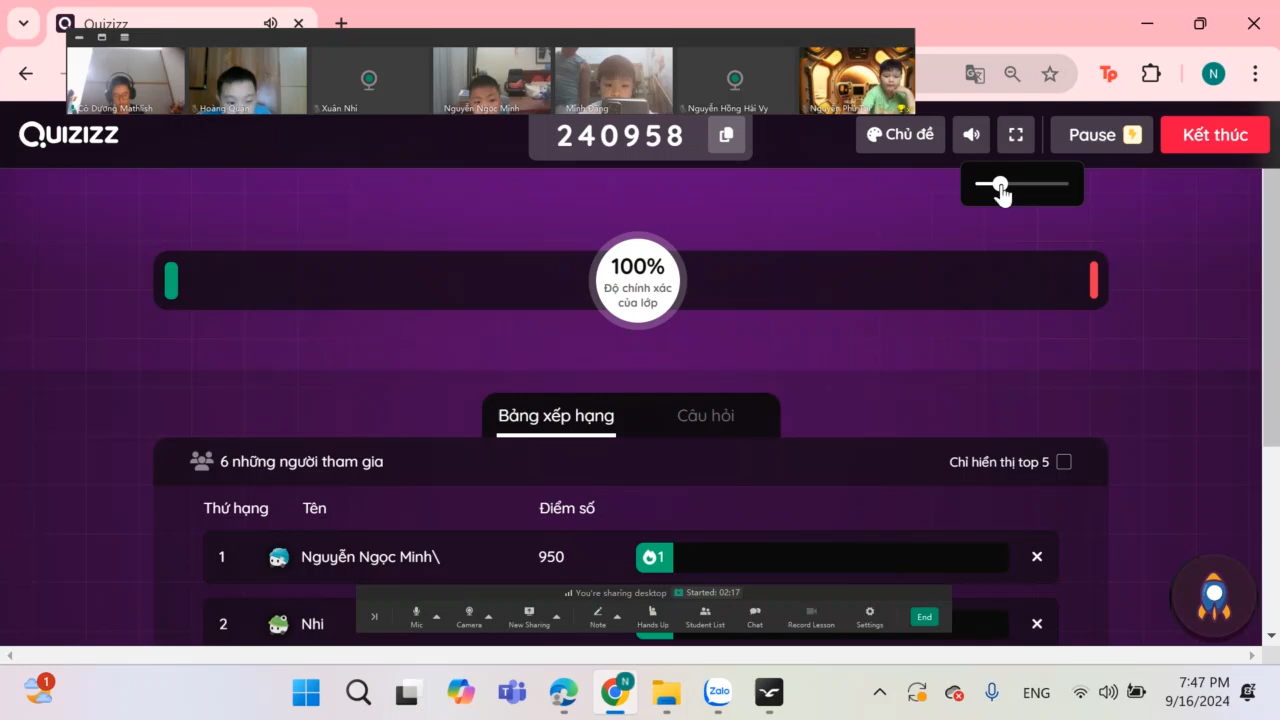 Quizizz
Cô Dương Mathlish
Hoàng Quân
Xuân Nhi
Nguyễn Ngọc Minh
Minh Đăng
Nguyễn Hồng Hải Vy
Tp
N
QUIZIZZ
240958
Chủ đề
Pause
Kết thúc
100%
Độ chính xác
của lớp
Bảng xếp hạng
Câu hỏi
6 những người tham gia
Chỉ hiển thị top 5
Thứ hạng
Tên
Điểm số
1
Nguyễn Ngọc Minh\
950
1
You're sharing desktop
Started: 02:17
2
Nhi
Mic
Camera
New Sharing
Note
Hands Up
Student List
Chat
Record Lesson
Settings
End
1
N
Zalo
ENG
7:47 PM
9/16/2024